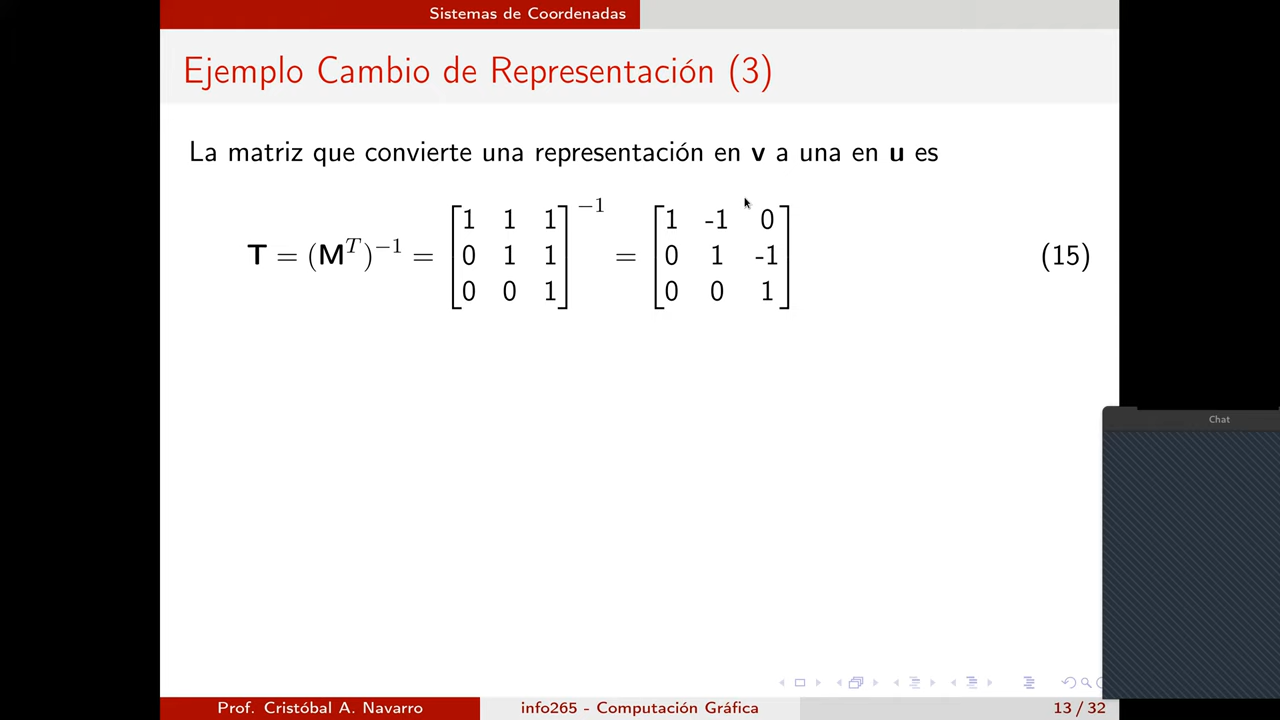 Sistemas de Coordenadas
Ejemplo Cambio de Representación (3)
La matriz que convierte una representación en v a una en u es
T = (M^T)^{-1} = [1 1 1; 0 1 1; 0 0 1]^{-1} = [1 -1 0; 0 1 -1; 0 0 1] (15)
Chat
Prof. Cristóbal A. Navarro info265 - Computación Gráfica 13 / 32